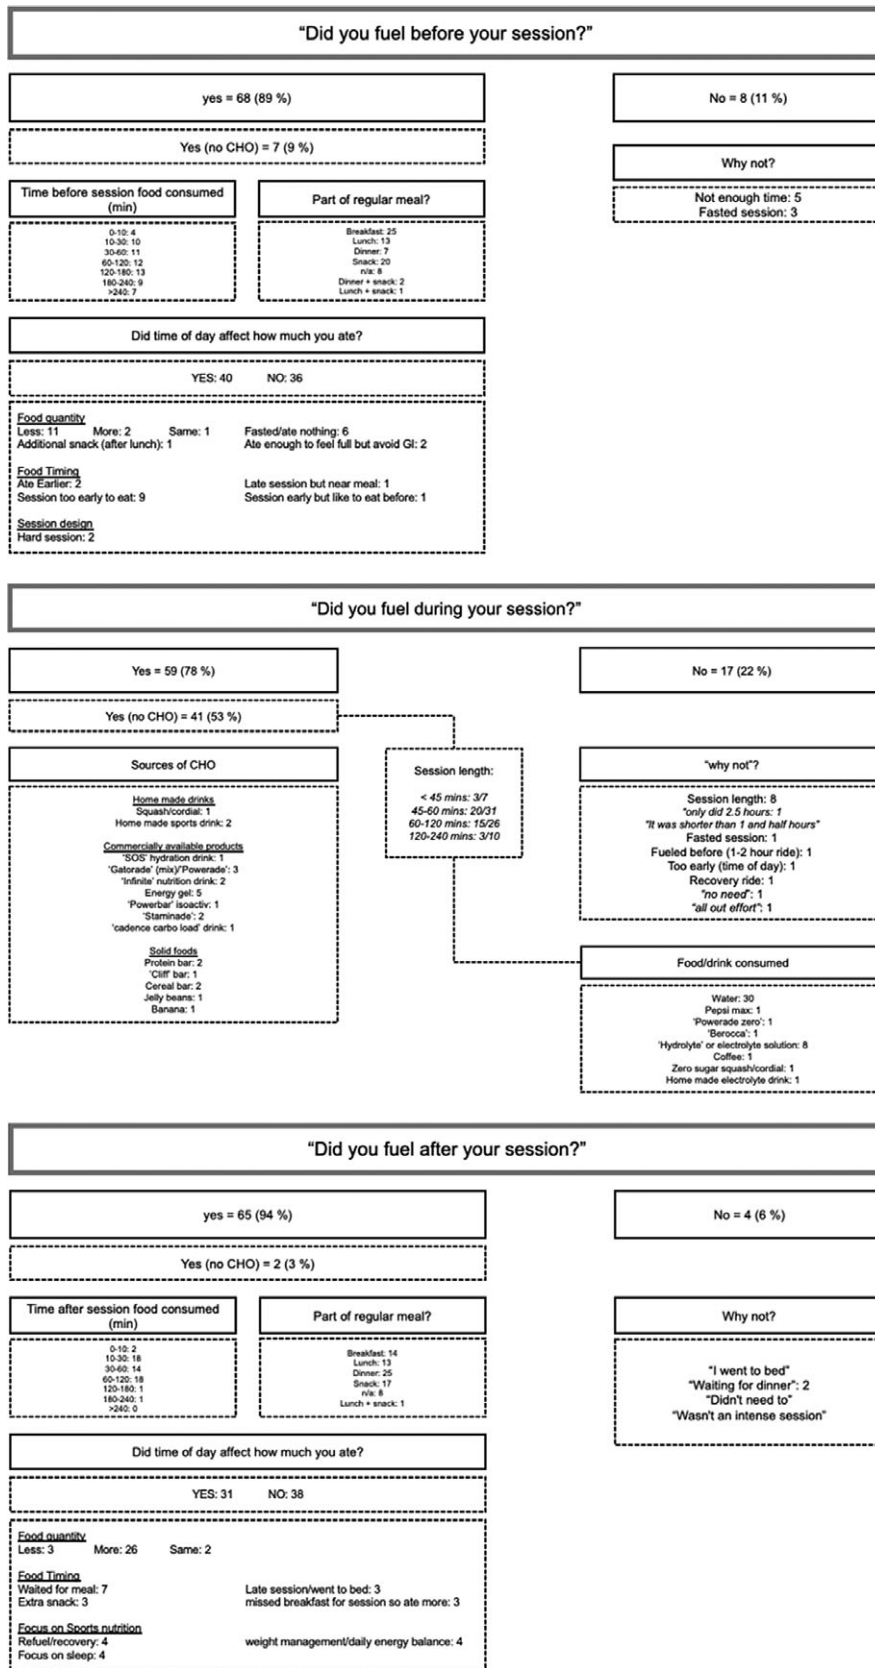 “Did you fuel before your session?”
yes = 68 (89 %)
No = 8 (11 %)
Yes (no CHO) = 7 (9 %)
Why not?
Not enough time: 5
Fasted session: 3
Time before session food consumed
(min)
0-10: 4
10-30: 10
30-60: 11
60-120: 12
120-180: 13
180-240: 9
>240: 7
Part of regular meal?
Breakfast: 25
Lunch: 13
Dinner: 7
Snack: 20
n/a: 8
Dinner + snack: 2
Lunch + snack: 1
Did time of day affect how much you ate?
YES: 40 NO: 36
Food quantity
Less: 11 More: 2 Same: 1 Fasted/ate nothing: 6
Additional snack (after lunch): 1 Ate enough to feel full but avoid GI: 2
Food Timing
Ate Earlier: 2 Late session but near meal: 1
Session too early to eat: 9 Session early but like to eat before: 1
Session design
Hard session: 2
“Did you fuel during your session?”
Yes = 59 (78 %)
No = 17 (22 %)
Yes (no CHO) = 41 (53 %)
Sources of CHO
Home made drinks
Squash/cordial: 1
Home made sports drink: 2
Commercially available products
‘SOS’ hydration drink: 1
‘Gatorade’ (mix)/’Powerade’: 3
‘Infinite’ nutrition drink: 2
Energy gel: 5
‘Powerbar’ isoactiv: 1
‘Staminade’: 2
‘cadence carbo load’ drink: 1
Solid foods
Protein bar: 2
‘Cliff’ bar: 1
Cereal bar: 2
Jelly beans: 1
Banana: 1
Session length:
< 45 mins: 3/7
45-60 mins: 20/31
60-120 mins: 15/26
120-240 mins: 3/10
“why not”?
Session length: 8
“only did 2.5 hours: 1
“It was shorter than 1 and half hours”
Fasted session: 1
Fueled before (1-2 hour ride): 1
Too early (time of day): 1
Recovery ride: 1
“no need”: 1
“all out effort”: 1
Food/drink consumed
Water: 30
Pepsi max: 1
‘Powerade zero’: 1
‘Berocca’: 1
‘Hydrolyte’ or electrolyte solution: 8
Coffee: 1
Zero sugar squash/cordial: 1
Home made electrolyte drink: 1
“Did you fuel after your session?”
yes = 65 (94 %)
No = 4 (6 %)
Yes (no CHO) = 2 (3 %)
Time after session food consumed
(min)
0-10: 2
10-30: 18
30-60: 14
60-120: 18
120-180: 1
180-240: 1
>240: 0
Part of regular meal?
Breakfast: 14
Lunch: 13
Dinner: 25
Snack: 17
n/a: 8
Lunch + snack: 1
Why not?
“I went to bed”
“Waiting for dinner”: 2
“Didn't need to”
“Wasn't an intense session”
Did time of day affect how much you ate?
YES: 31 NO: 38
Food quantity
Less: 3 More: 26 Same: 2
Food Timing
Waited for meal: 7 Late session/went to bed: 3
Extra snack: 3 missed breakfast for session so ate more: 3
Focus on Sports nutrition
Refuel/recovery: 4 weight management/daily energy balance: 4
Focus on sleep: 4